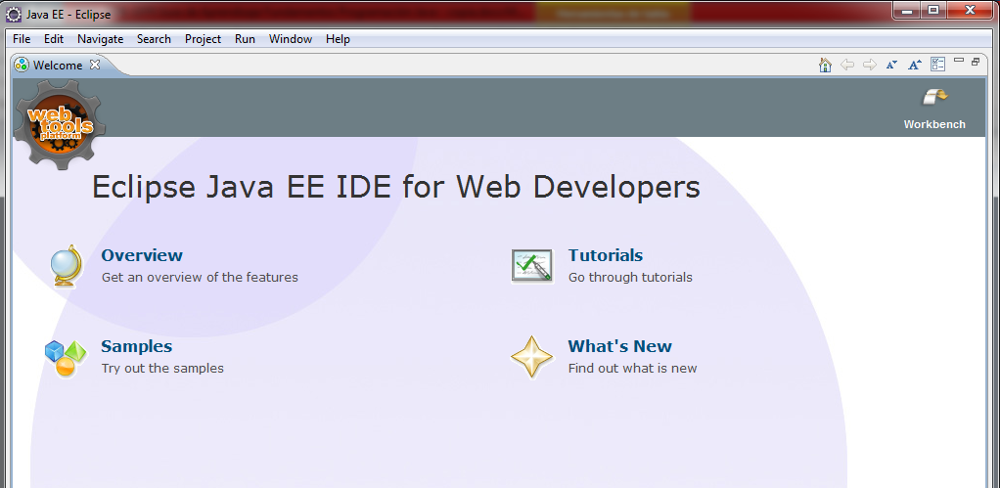 Java EE - Eclipse
File Edit Navigate Search Project Run Window Help
Welcome
web
tools
platform
Workbench
Eclipse Java EE IDE for Web Developers
Overview
Get an overview of the features
Tutorials
Go through tutorials
Samples
Try out the samples
What's New
Find out what is new